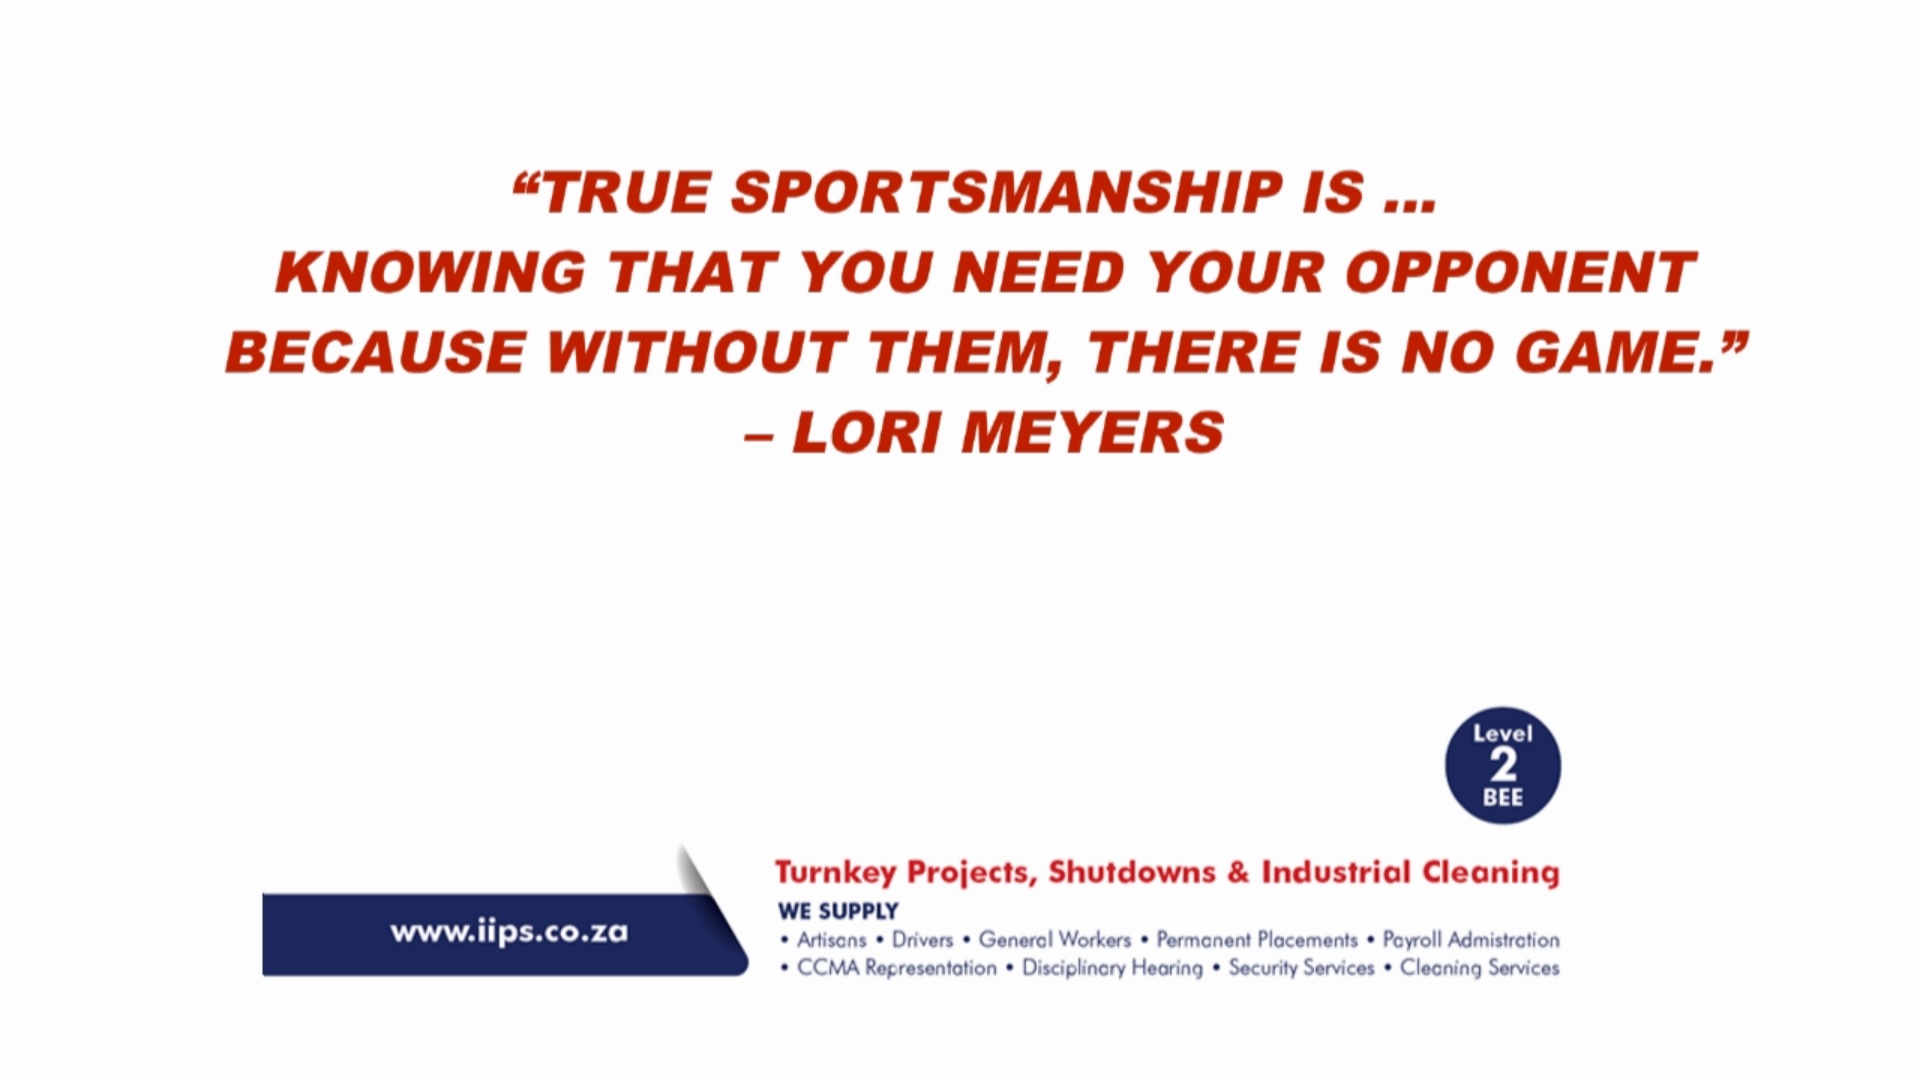 “TRUE SPORTSMANSHIP IS ...
KNOWING THAT YOU NEED YOUR OPPONENT
BECAUSE WITHOUT THEM, THERE IS NO GAME.”
– LORI MEYERS
Level
2
BEE
www.iips.co.za
Turnkey Projects, Shutdowns & Industrial Cleaning
WE SUPPLY
• Artisans • Drivers • General Workers • Permanent Placements • Payroll Admistration
• CCMA Representation • Disciplinary Hearing • Security Services • Cleaning Services